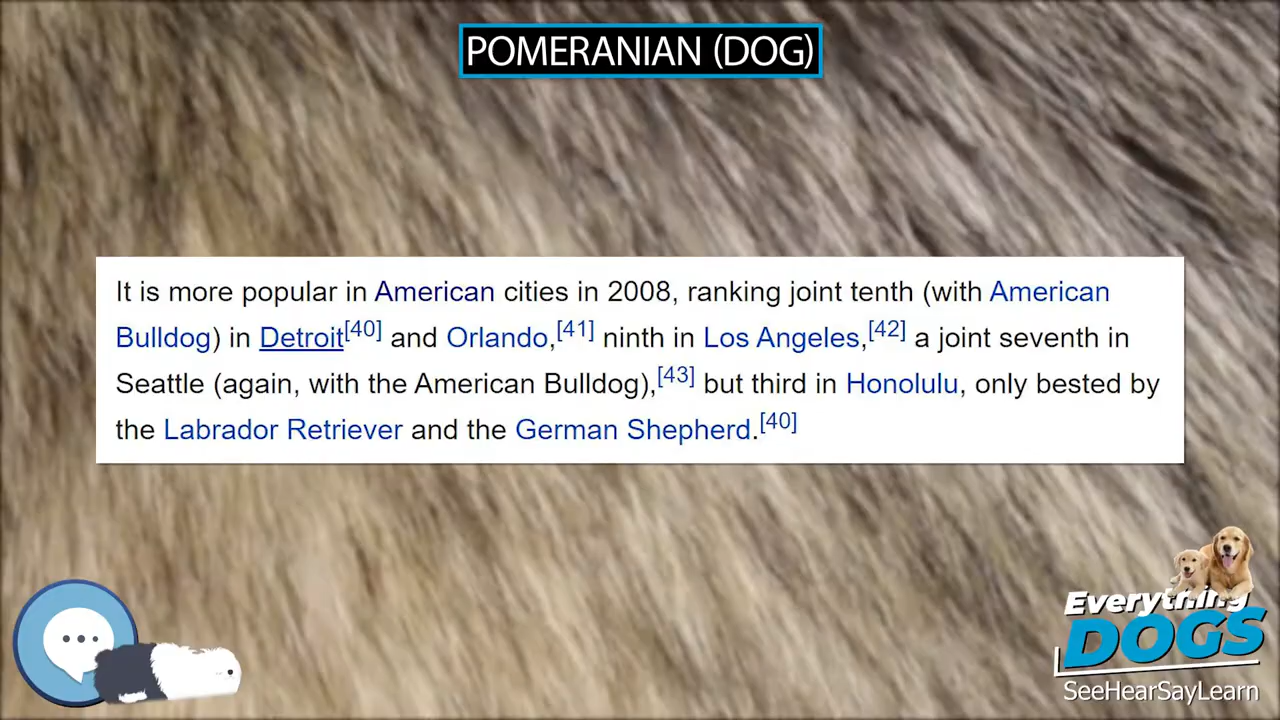 POMERANIAN (DOG)
It is more popular in American cities in 2008, ranking joint tenth (with American
Bulldog) in Detroit[40] and Orlando,[41] ninth in Los Angeles,[42] a joint seventh in
Seattle (again, with the American Bulldog),[43] but third in Honolulu, only bested by
the Labrador Retriever and the German Shepherd.[40]
Everything
DOGS
SeeHearSayLearn